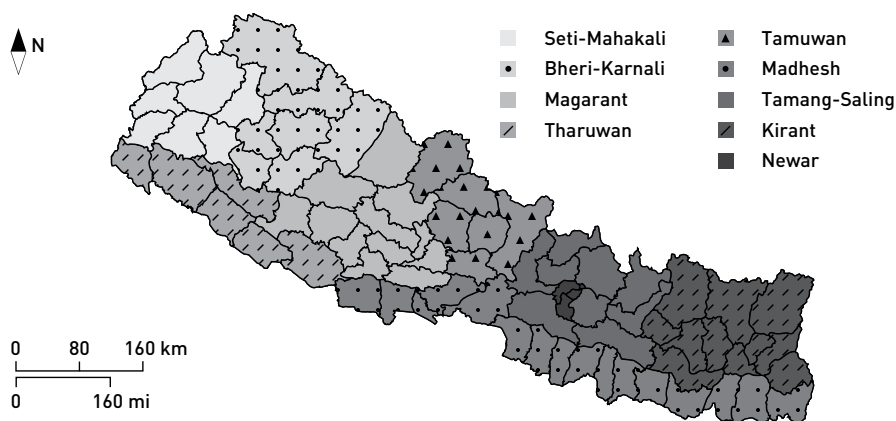 N
Seti-Mahakali
Bheri-Karnali
Magarant
Tharuwan
Tamuwan
Madhesh
Tamang-Saling
Kirant
Newar
0 80 160 km
0 160 mi